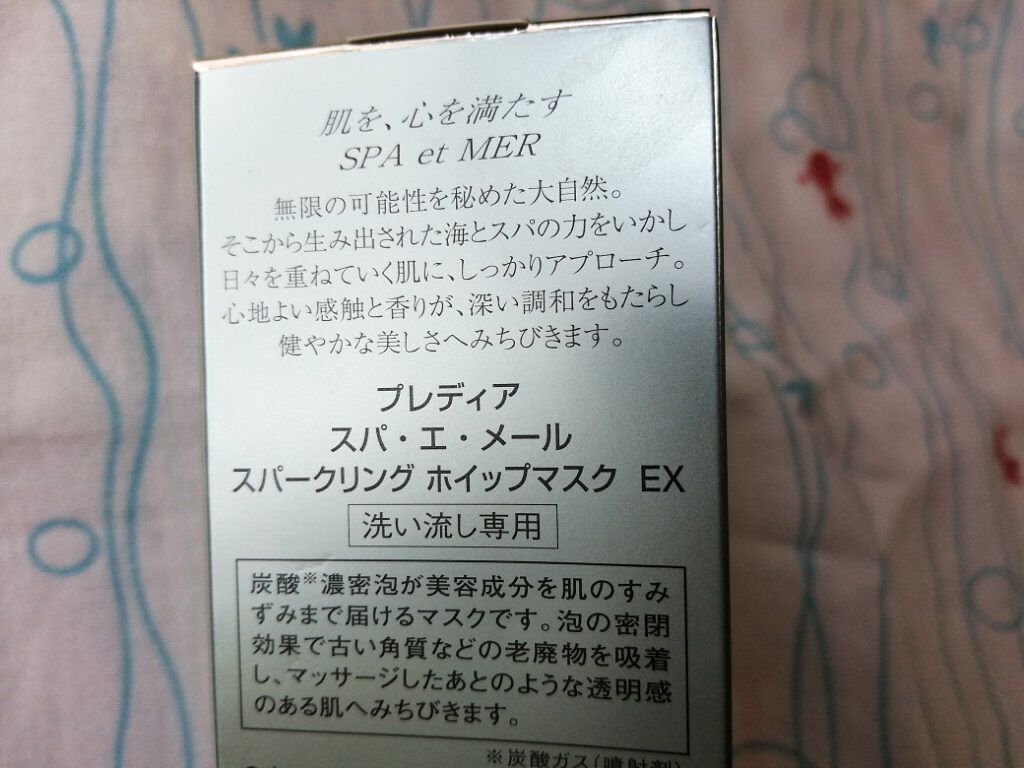 肌を、心を満たす
SPA et MER
無限の可能性を秘めた大自然。
そこから生み出された海とスパの力をいかし
日々を重ねていく肌に、しっかりアプローチ。
心地よい感触と香りが、深い調和をもたらし
健やかな美しさへみちびきます。
プレディア
スパ・エ・メール
スパークリング ホイップマスク EX
洗い流し専用
炭酸※濃密泡が美容成分を肌のすみ
ずみまで届けるマスクです。泡の密閉
効果で古い角質などの老廃物を吸着
し、マッサージしたあとのような透明感
のある肌へみちびきます。
※炭酸ガス(噴射剤)